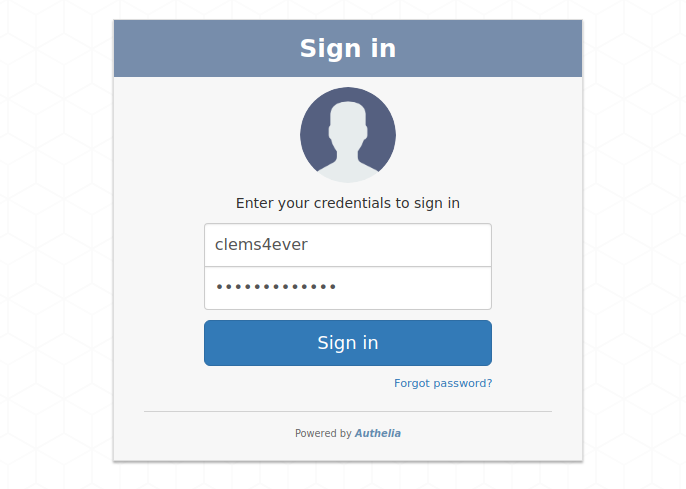 Sign in
Enter your credentials to sign in
clems4ever
•••••••••••••
Sign in
Forgot password?
Powered by Authelia